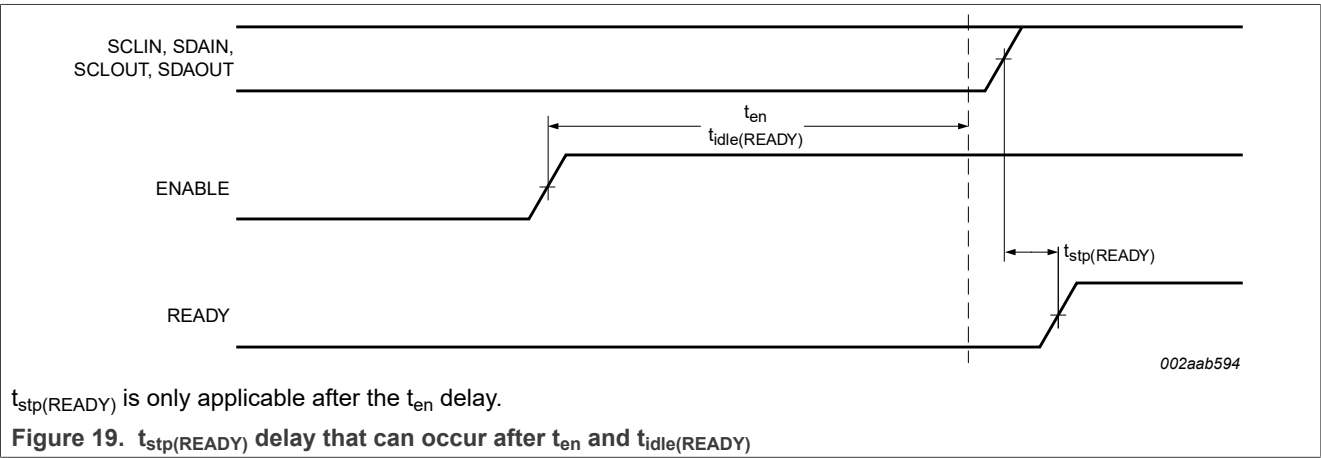 SCLIN, SDAIN,
SCLOUT, SDAOUT
ten
tidle(READY)
ENABLE
tstp(READY)
READY
002aab594
tstp(READY) is only applicable after the ten delay.
Figure 19. tstp(READY) delay that can occur after ten and tidle(READY)